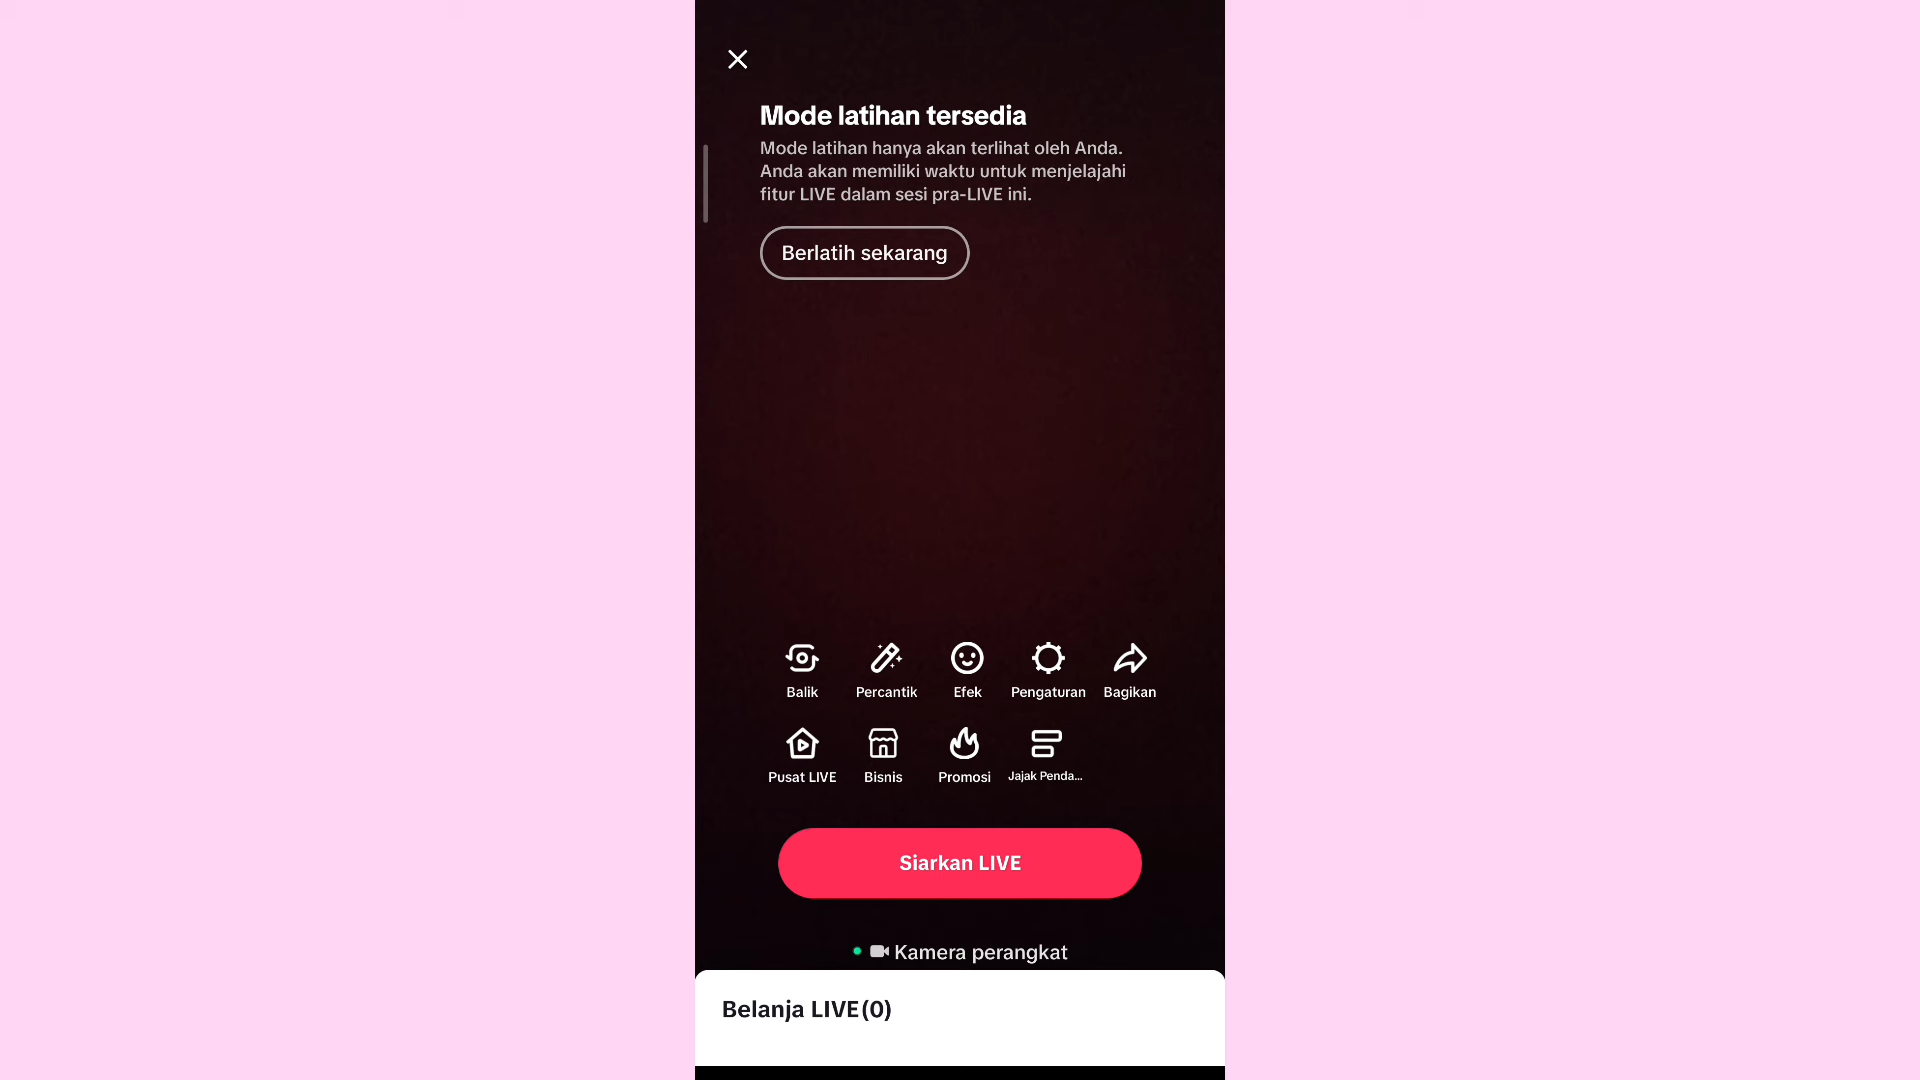 Mode latihan tersedia
Mode latihan hanya akan terlihat oleh Anda.
Anda akan memiliki waktu untuk menjelajahi
fitur LIVE dalam sesi pra-LIVE ini.
Berlatih sekarang
Balik Percantik Efek Pengaturan Bagikan
Pusat LIVE Bisnis Promosi Jajak Penda...
Siarkan LIVE
Kamera perangkat
Belanja LIVE(0)